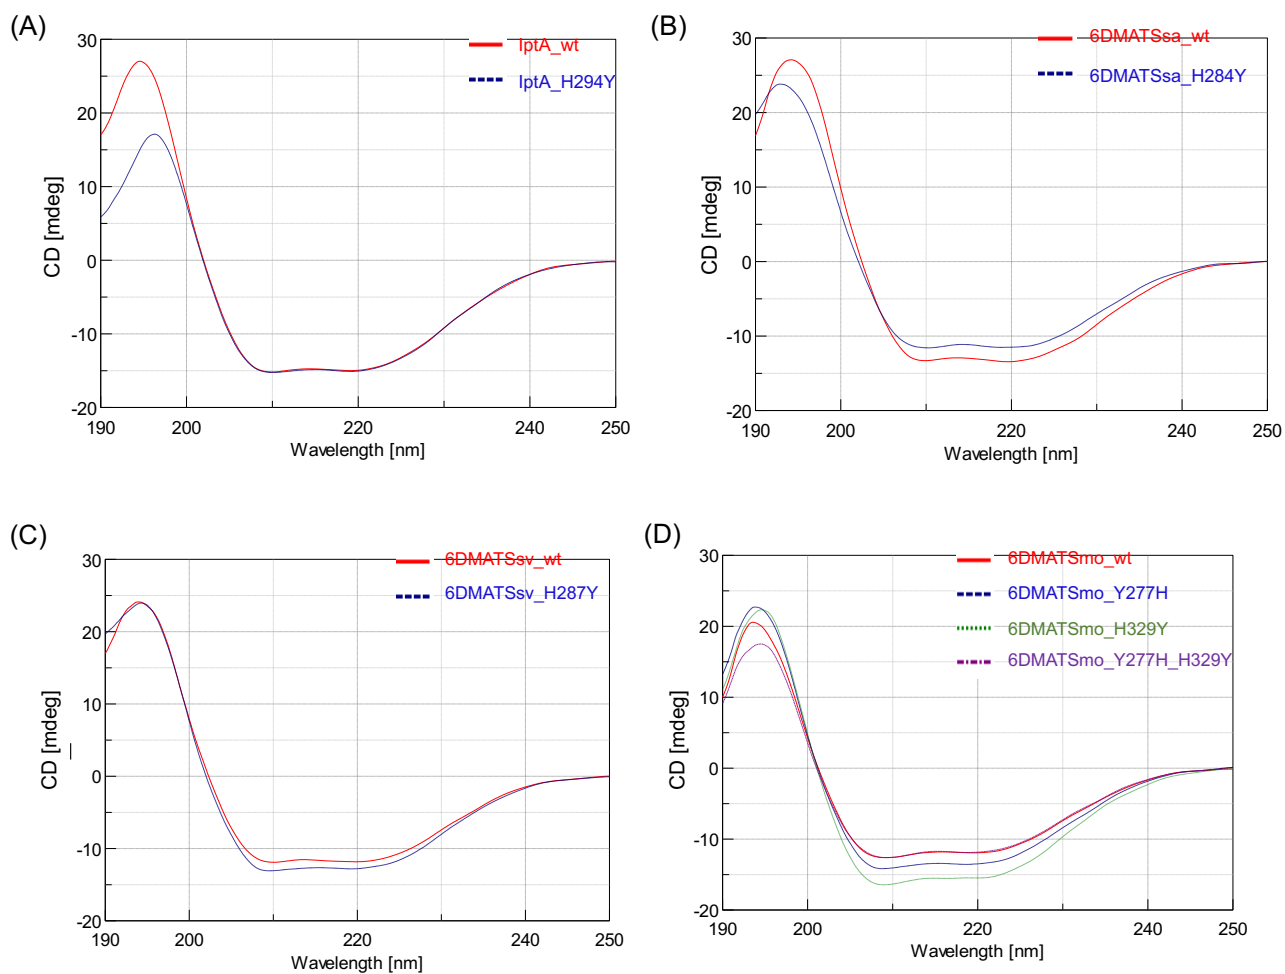 (A)
30
20
10
0
-10
-20
CD [mdeg]
IptA_wt
IptA_H294Y
190 200 220 240 250
Wavelength [nm]
(B)
30
20
10
0
-10
-20
CD [mdeg]
6DMATSsa_wt
6DMATSsa_H284Y
190 200 220 240 250
Wavelength [nm]
(C)
30
20
10
0
-10
-20
CD_[mdeg]
6DMATSsv_wt
6DMATSsv_H287Y
190 200 220 240 250
Wavelength [nm]
(D)
30
20
10
0
-10
-20
CD [mdeg]
6DMATSmo_wt
6DMATSmo_Y277H
6DMATSmo_H329Y
6DMATSmo_Y277H_H329Y
190 200 220 240 250
Wavelength [nm]